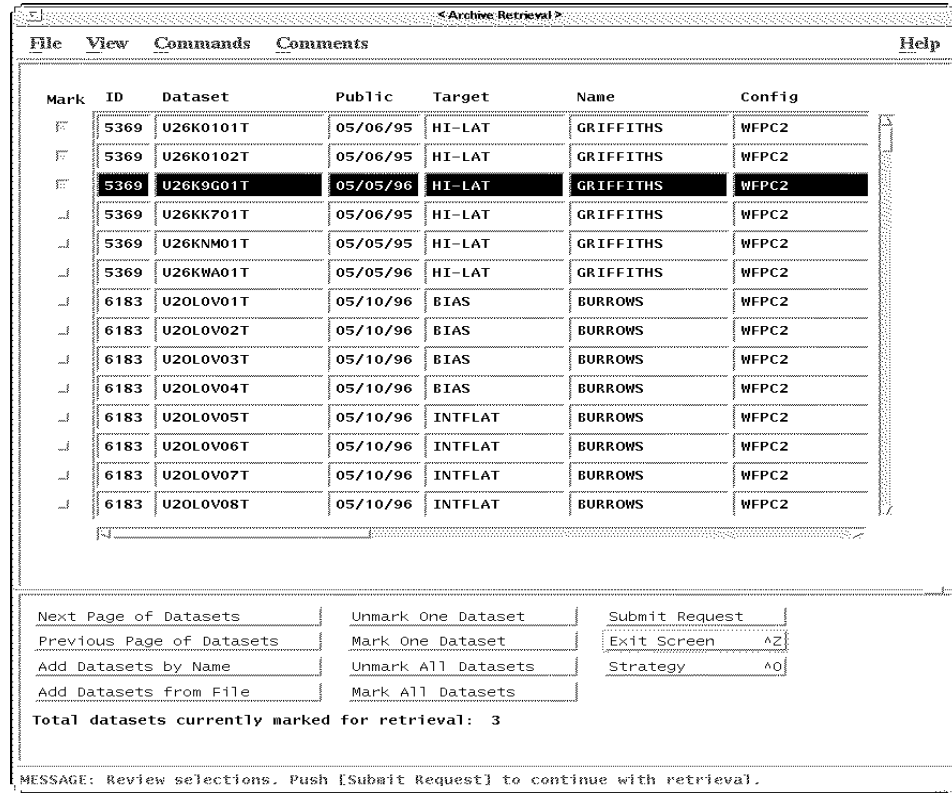 < Archive Retrieval >
File View Commands Comments Help
Mark ID Dataset Public Target Name Config
5369 U26K0101T 05/06/95 HI-LAT GRIFFITHS WFPC2
5369 U26K0102T 05/06/95 HI-LAT GRIFFITHS WFPC2
5369 U26K9G01T 05/05/96 HI-LAT GRIFFITHS WFPC2
5369 U26KK701T 05/06/95 HI-LAT GRIFFITHS WFPC2
5369 U26KNM01T 05/05/95 HI-LAT GRIFFITHS WFPC2
5369 U26KWA01T 05/05/96 HI-LAT GRIFFITHS WFPC2
6183 U2OL0V01T 05/10/96 BIAS BURROWS WFPC2
6183 U2OL0V02T 05/10/96 BIAS BURROWS WFPC2
6183 U2OL0V03T 05/10/96 BIAS BURROWS WFPC2
6183 U2OL0V04T 05/10/96 BIAS BURROWS WFPC2
6183 U2OL0V05T 05/10/96 INTFLAT BURROWS WFPC2
6183 U2OL0V06T 05/10/96 INTFLAT BURROWS WFPC2
6183 U2OL0V07T 05/10/96 INTFLAT BURROWS WFPC2
6183 U2OL0V08T 05/10/96 INTFLAT BURROWS WFPC2
Next Page of Datasets Unmark One Dataset Submit Request
Previous Page of Datasets Mark One Dataset Exit Screen ^Z
Add Datasets by Name Unmark All Datasets Strategy ^O
Add Datasets from File Mark All Datasets
Total datasets currently marked for retrieval: 3
MESSAGE: Review selections. Push [Submit Request] to continue with retrieval.